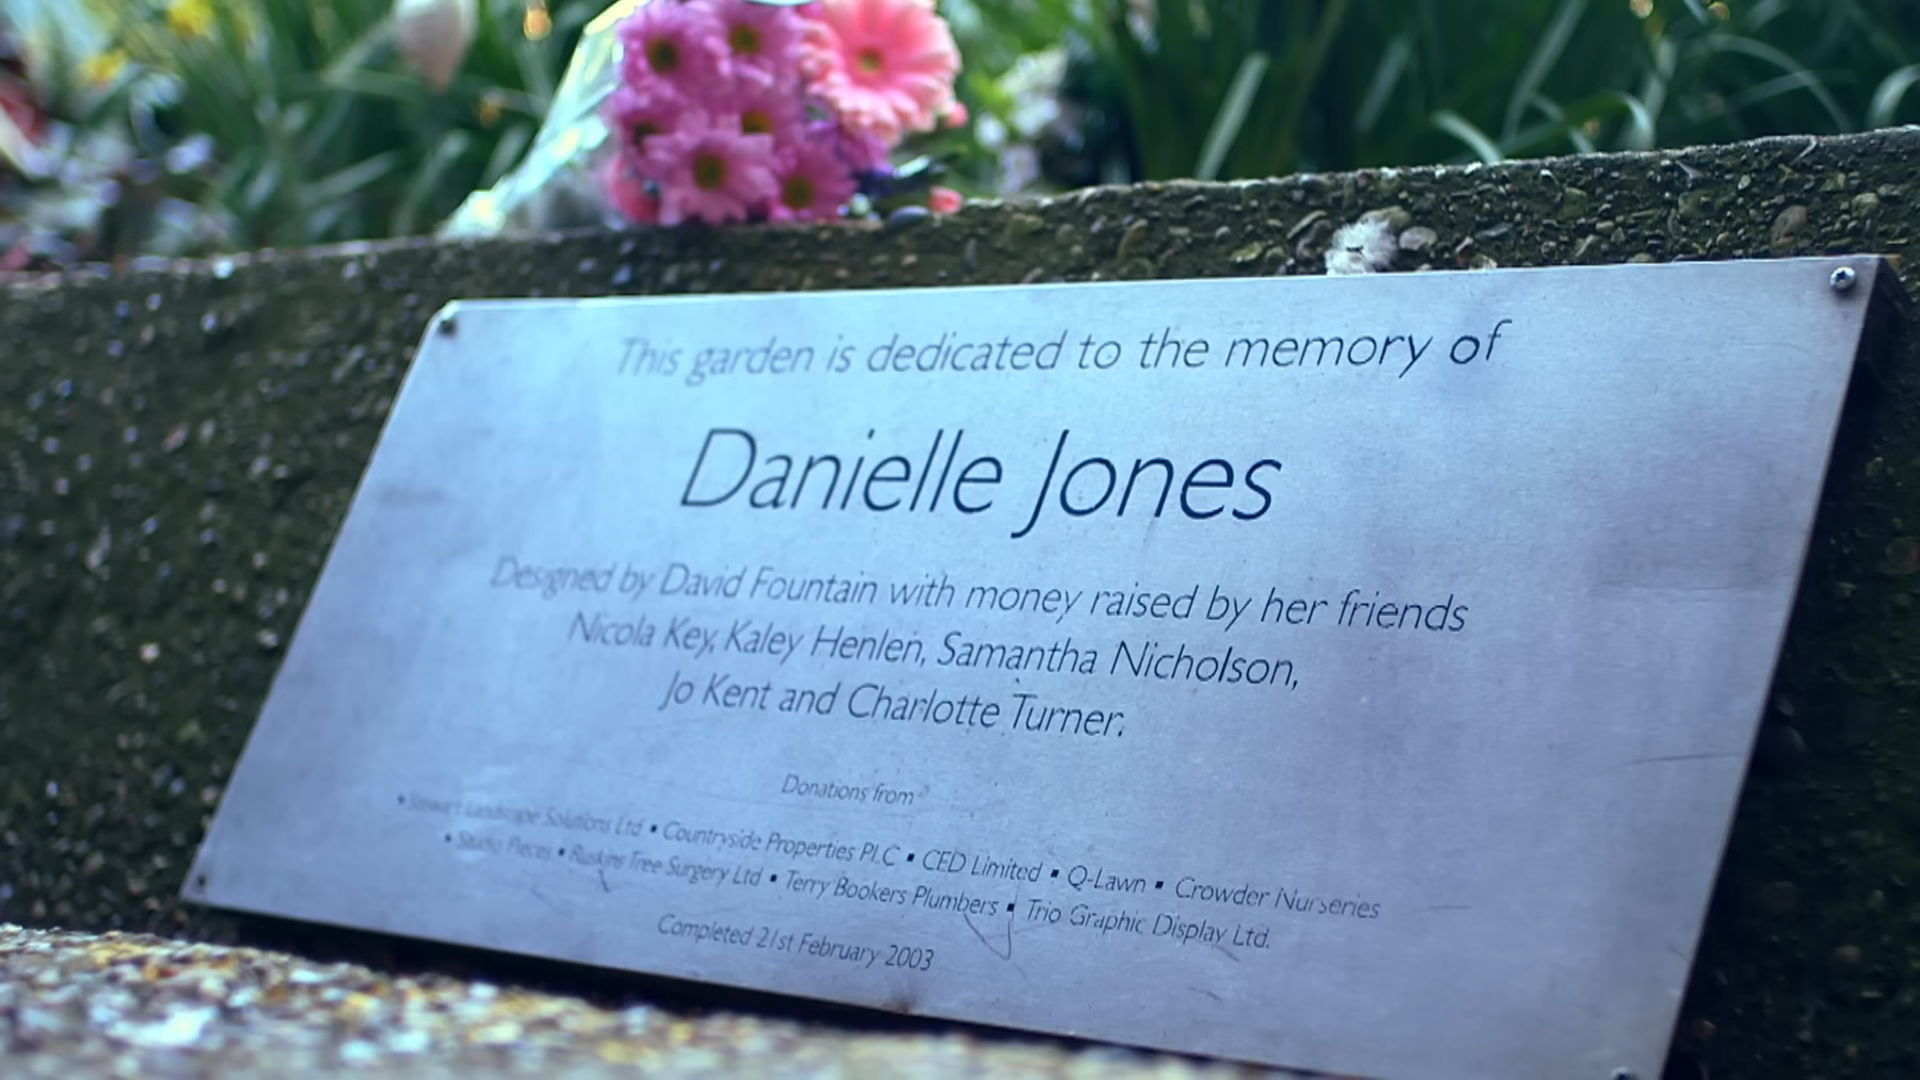 This garden is dedicated to the memory of
Danielle Jones
Designed by David Fountain with money raised by her friends
Nicola Key, Kaley Henlen, Samantha Nicholson,
Jo Kent and Charlotte Turner.
Donations from
• Stewart Landscape Solutions Ltd • Countryside Properties PLC • CED Limited • Q-Lawn • Crowder Nurseries
• Studio Pieces • Ruskins Tree Surgery Ltd • Terry Bookers Plumbers • Trio Graphic Display Ltd.
Completed 21st February 2003